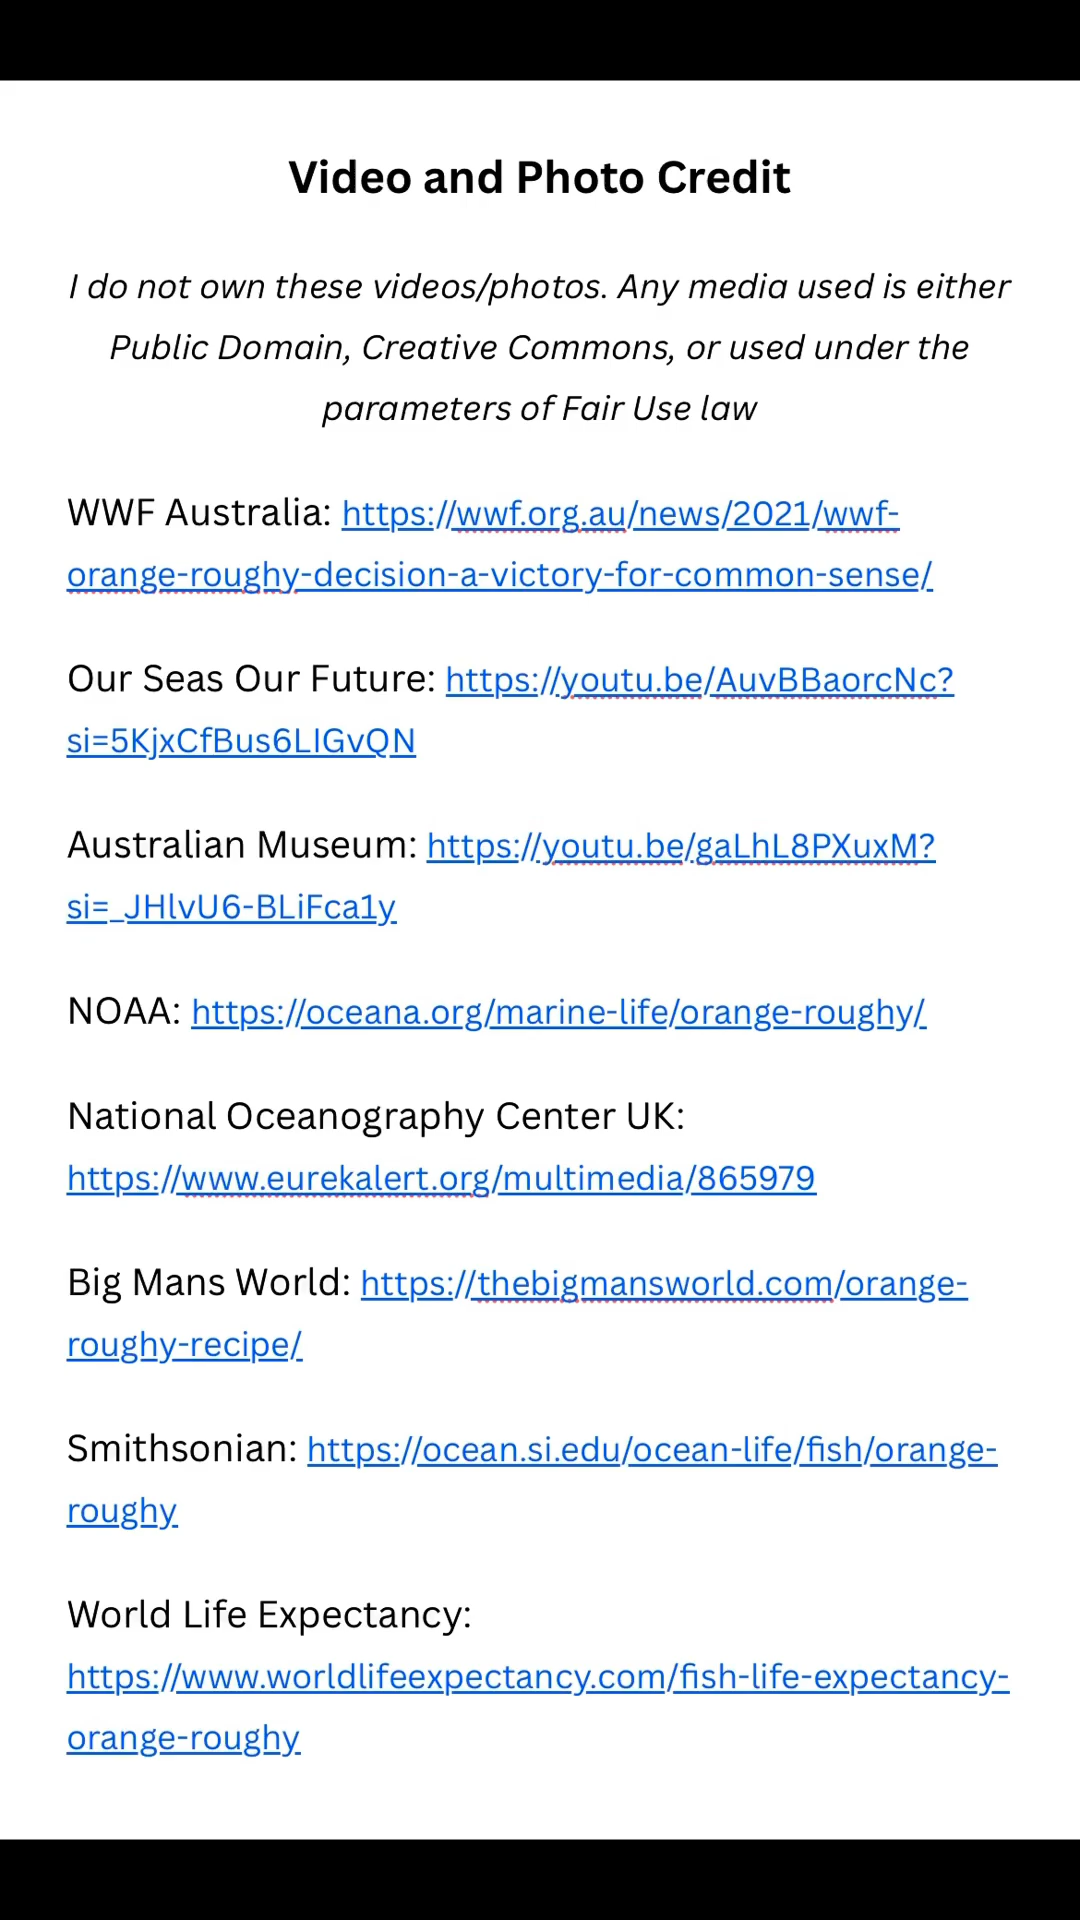 Video and Photo Credit
I do not own these videos/photos. Any media used is either
Public Domain, Creative Commons, or used under the
parameters of Fair Use law
WWF Australia: https://wwf.org.au/news/2021/wwf-
orange-roughy-decision-a-victory-for-common-sense/
Our Seas Our Future: https://youtu.be/AuvBBaorcNc?
si=5KjxCfBus6LIGvQN
Australian Museum: https://youtu.be/gaLhL8PXuxM?
si=_JHlvU6-BLiFca1y
NOAA: https://oceana.org/marine-life/orange-roughy/
National Oceanography Center UK:
https://www.eurekalert.org/multimedia/865979
Big Mans World: https://thebigmansworld.com/orange-
roughy-recipe/
Smithsonian: https://ocean.si.edu/ocean-life/fish/orange-
roughy
World Life Expectancy:
https://www.worldlifeexpectancy.com/fish-life-expectancy-
orange-roughy